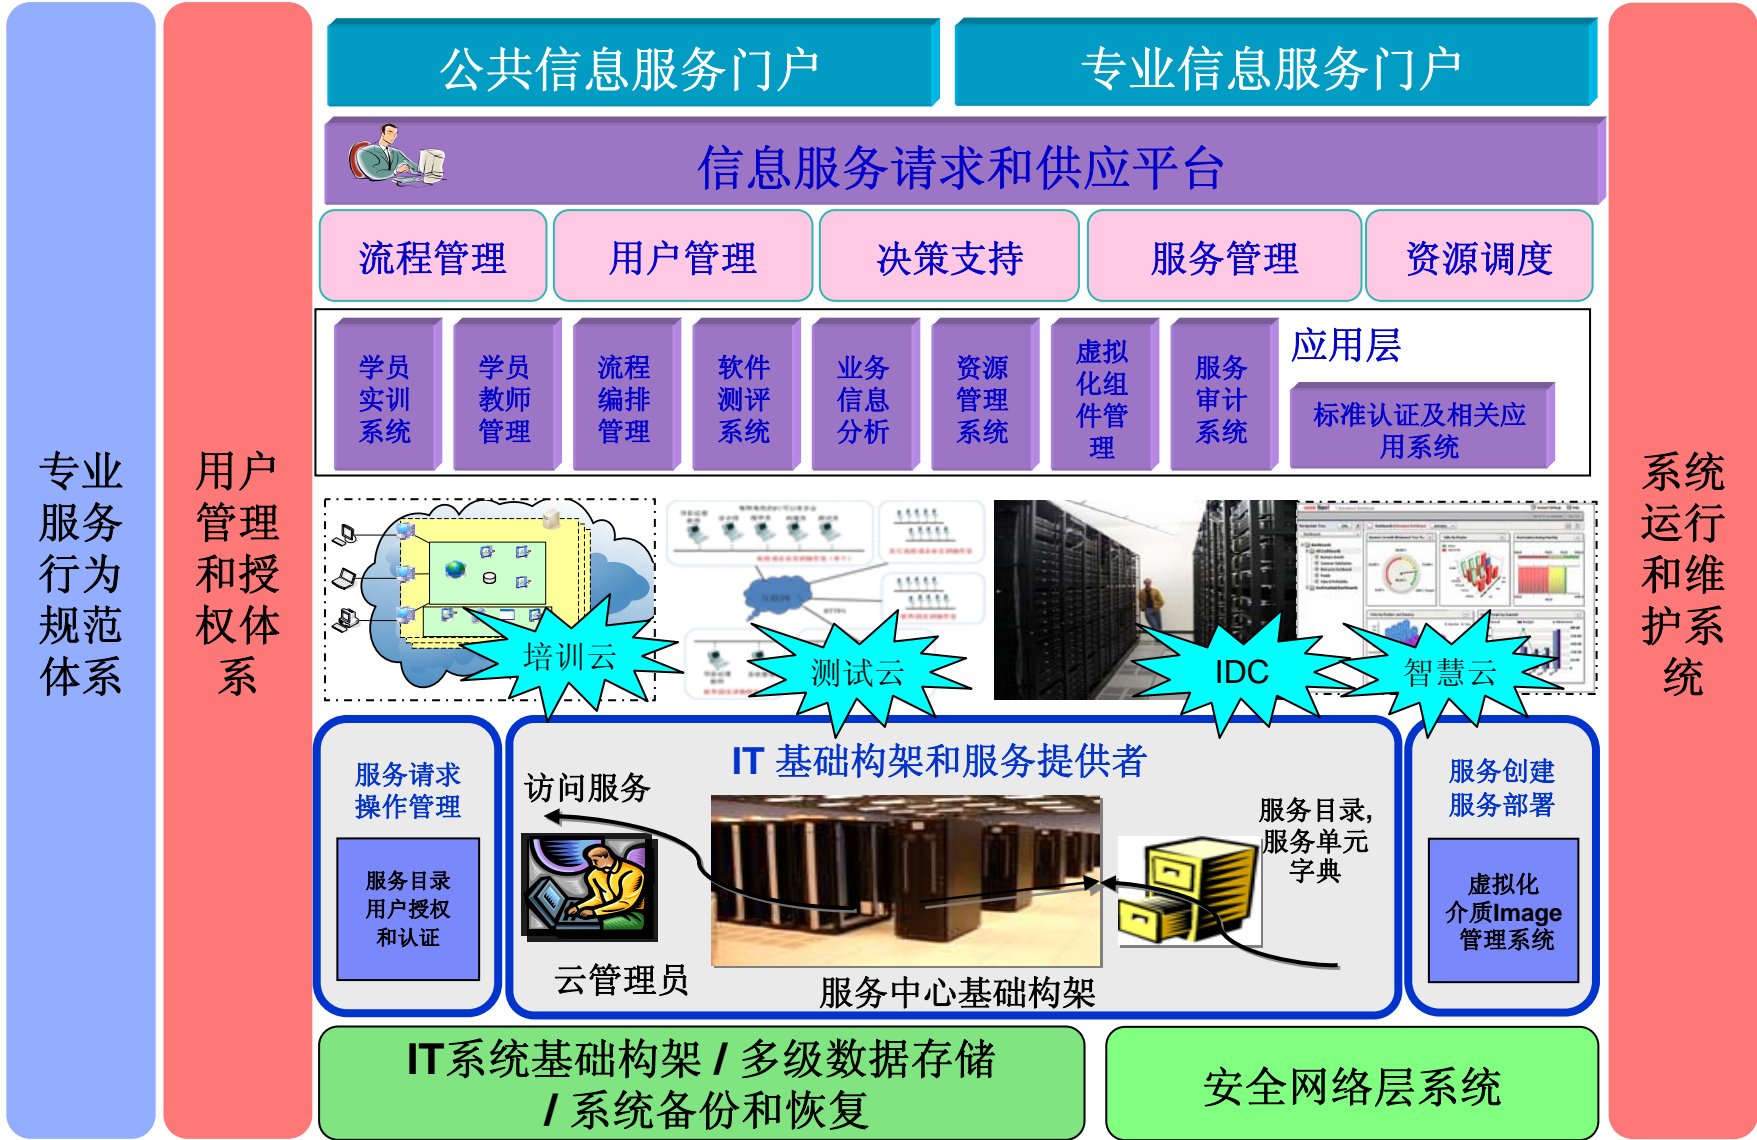 专业
服务
行为
规范
体系
用户
管理
和授
权体
系
公共信息服务门户
专业信息服务门户
信息服务请求和供应平台
流程管理
用户管理
决策支持
服务管理
资源调度
学员
实训
系统
学员
教师
管理
流程
编排
管理
软件
测评
系统
业务
信息
分析
资源
管理
系统
虚拟
化组
件管
理
服务
审计
系统
应用层
标准认证及相关应
用系统
互联网
HTTPS
培训云
测试云
IDC
智慧云
服务请求
操作管理
服务目录
用户授权
和认证
IT 基础构架和服务提供者
访问服务
云管理员
服务中心基础构架
服务目录,
服务单元
字典
服务创建
服务部署
虚拟化
介质Image
管理系统
IT系统基础构架 / 多级数据存储
/ 系统备份和恢复
安全网络层系统
系统
运行
和维
护系
统